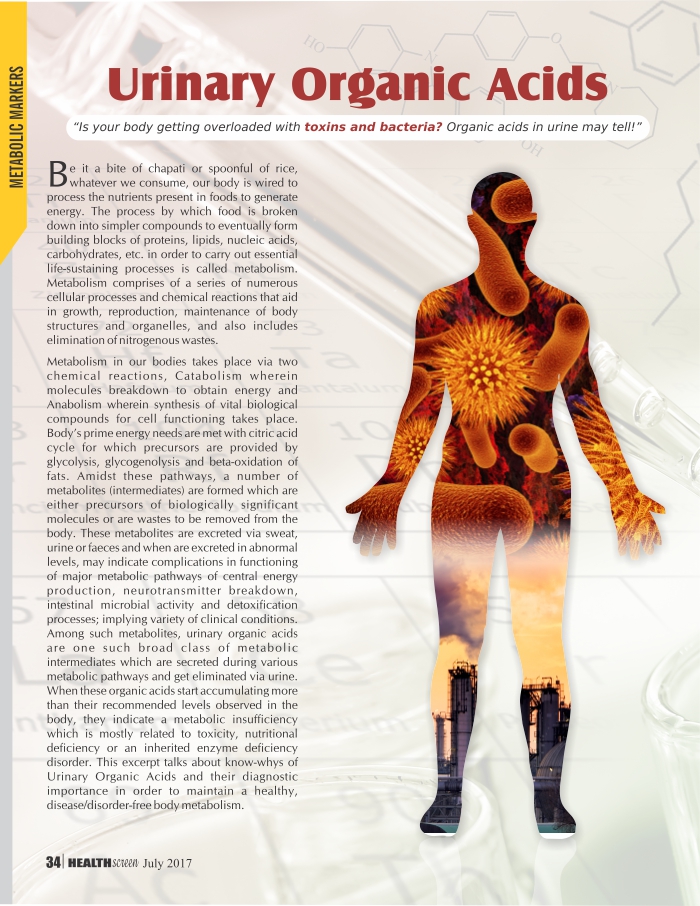 METABOLIC MARKERS
Urinary Organic Acids
“Is your body getting overloaded with toxins and bacteria? Organic acids in urine may tell!”
Be it a bite of chapati or spoonful of rice,
whatever we consume, our body is wired to
process the nutrients present in foods to generate
energy. The process by which food is broken
down into simpler compounds to eventually form
building blocks of proteins, lipids, nucleic acids,
carbohydrates, etc. in order to carry out essential
life-sustaining processes is called metabolism.
Metabolism comprises of a series of numerous
cellular processes and chemical reactions that aid
in growth, reproduction, maintenance of body
structures and organelles, and also includes
elimination of nitrogenous wastes.
Metabolism in our bodies takes place via two
chemical reactions, Catabolism wherein
molecules breakdown to obtain energy and
Anabolism wherein synthesis of vital biological
compounds for cell functioning takes place.
Body’s prime energy needs are met with citric acid
cycle for which precursors are provided by
glycolysis, glycogenolysis and beta-oxidation of
fats. Amidst these pathways, a number of
metabolites (intermediates) are formed which are
either precursors of biologically significant
molecules or are wastes to be removed from the
body. These metabolites are excreted via sweat,
urine or faeces and when are excreted in abnormal
levels, may indicate complications in functioning
of major metabolic pathways of central energy
production, neurotransmitter breakdown,
intestinal microbial activity and detoxification
processes; implying variety of clinical conditions.
Among such metabolites, urinary organic acids
are one such broad class of metabolic
intermediates which are secreted during various
metabolic pathways and get eliminated via urine.
When these organic acids start accumulating more
than their recommended levels observed in the
body, they indicate a metabolic insufficiency
which is mostly related to toxicity, nutritional
deficiency or an inherited enzyme deficiency
disorder. This excerpt talks about know-whys of
Urinary Organic Acids and their diagnostic
importance in order to maintain a healthy,
disease/disorder-free body metabolism.
34 HEALTHscreen July 2017